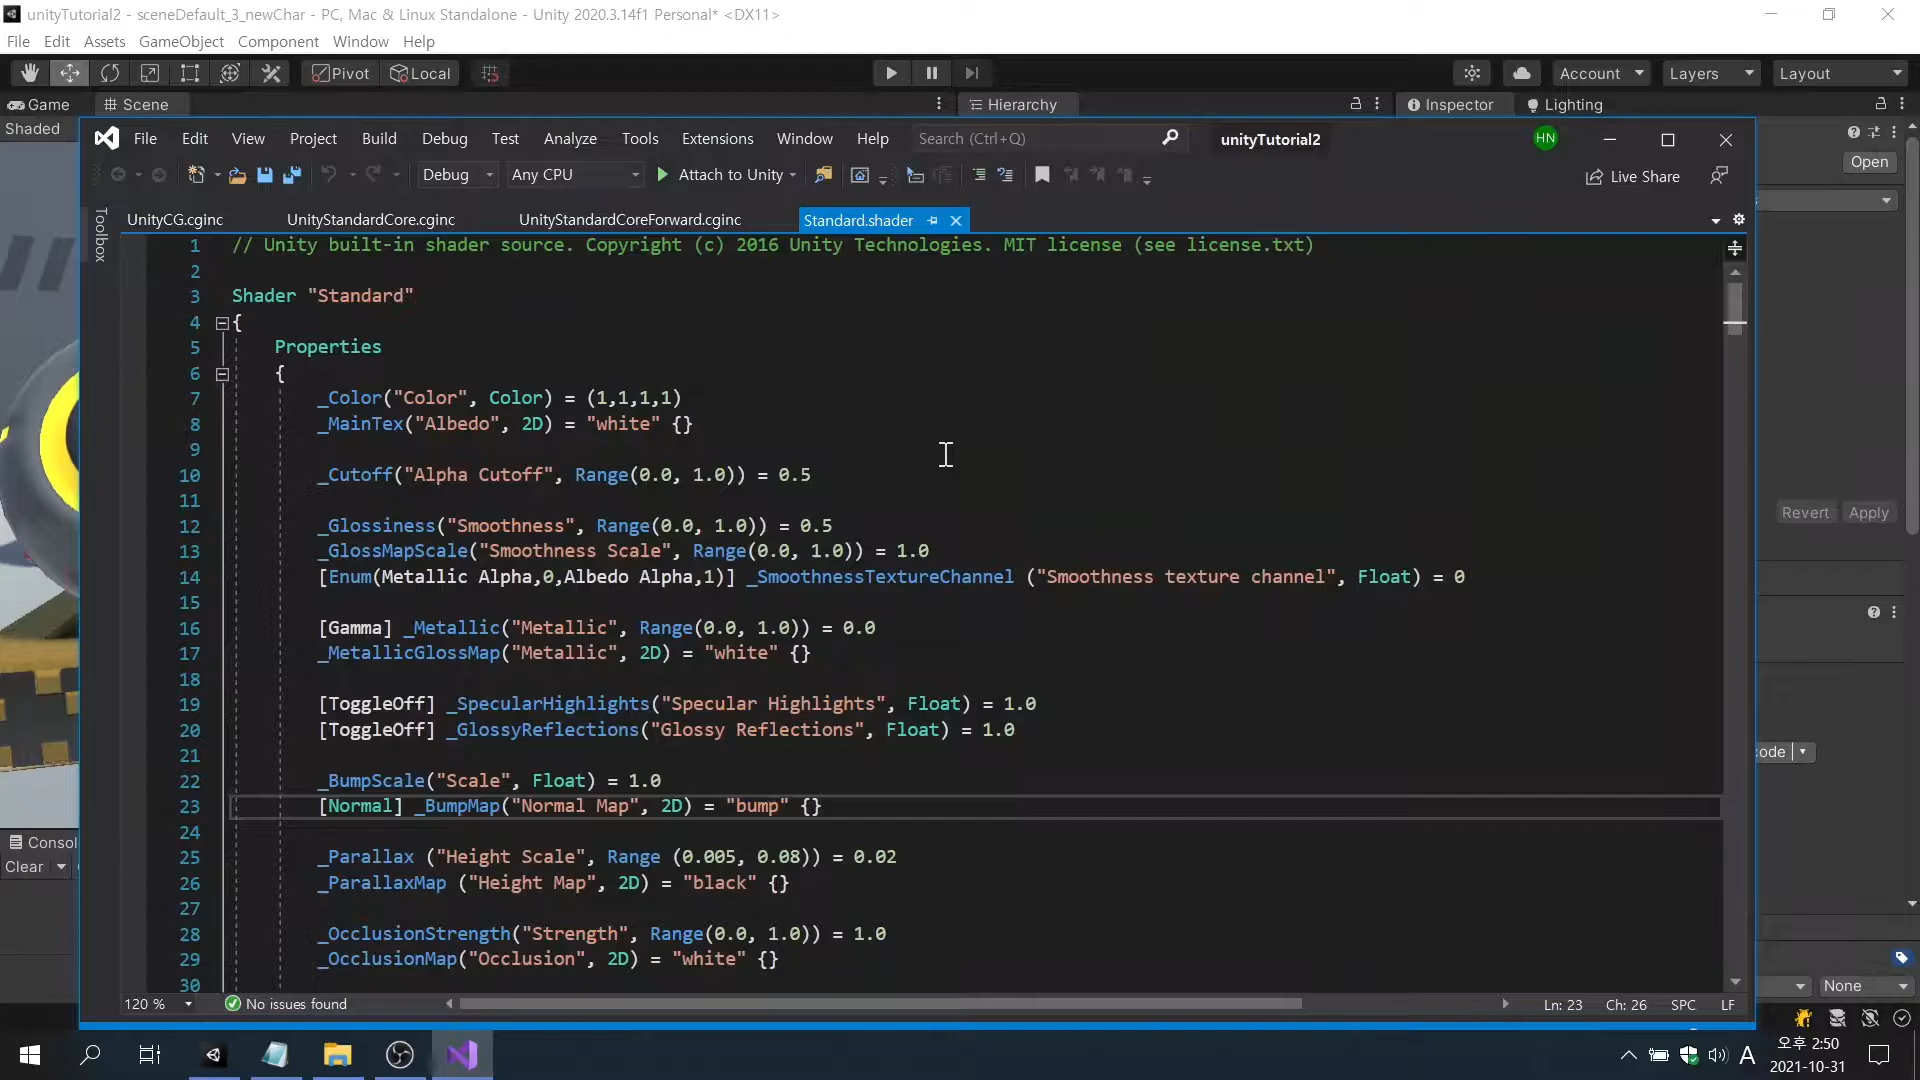 unityTutorial2 - sceneDefault_3_newChar - PC, Mac & Linux Standalone - Unity 2020.3.14f1 Personal* <DX11>
File Edit Assets GameObject Component Window Help
Pivot Local Account Layers Layout
Game Scene Hierarchy Inspector Lighting
Shaded
File Edit View Project Build Debug Test Analyze Tools Extensions Window Help Search (Ctrl+Q) unityTutorial2 HN
Open
Debug Any CPU Attach to Unity Live Share
Toolbox
UnityCG.cginc UnityStandardCore.cginc UnityStandardCoreForward.cginc Standard.shader
1 // Unity built-in shader source. Copyright (c) 2016 Unity Technologies. MIT license (see license.txt)
2
3 Shader "Standard"
4 {
5 Properties
6 {
7 _Color("Color", Color) = (1,1,1,1)
8 _MainTex("Albedo", 2D) = "white" {}
9
10 _Cutoff("Alpha Cutoff", Range(0.0, 1.0)) = 0.5
11
12 _Glossiness("Smoothness", Range(0.0, 1.0)) = 0.5
13 _GlossMapScale("Smoothness Scale", Range(0.0, 1.0)) = 1.0
14 [Enum(Metallic Alpha,0,Albedo Alpha,1)] _SmoothnessTextureChannel ("Smoothness texture channel", Float) = 0
15
16 [Gamma] _Metallic("Metallic", Range(0.0, 1.0)) = 0.0
17 _MetallicGlossMap("Metallic", 2D) = "white" {}
18
19 [ToggleOff] _SpecularHighlights("Specular Highlights", Float) = 1.0
20 [ToggleOff] _GlossyReflections("Glossy Reflections", Float) = 1.0
21
22 _BumpScale("Scale", Float) = 1.0
23 [Normal] _BumpMap("Normal Map", 2D) = "bump" {}
24
25 _Parallax ("Height Scale", Range (0.005, 0.08)) = 0.02
26 _ParallaxMap ("Height Map", 2D) = "black" {}
27
28 _OcclusionStrength("Strength", Range(0.0, 1.0)) = 1.0
29 _OcclusionMap("Occlusion", 2D) = "white" {}
30
Revert Apply
ode
Consol
Clear
None
120 % No issues found Ln: 23 Ch: 26 SPC LF
A 오후 2:50
2021-10-31